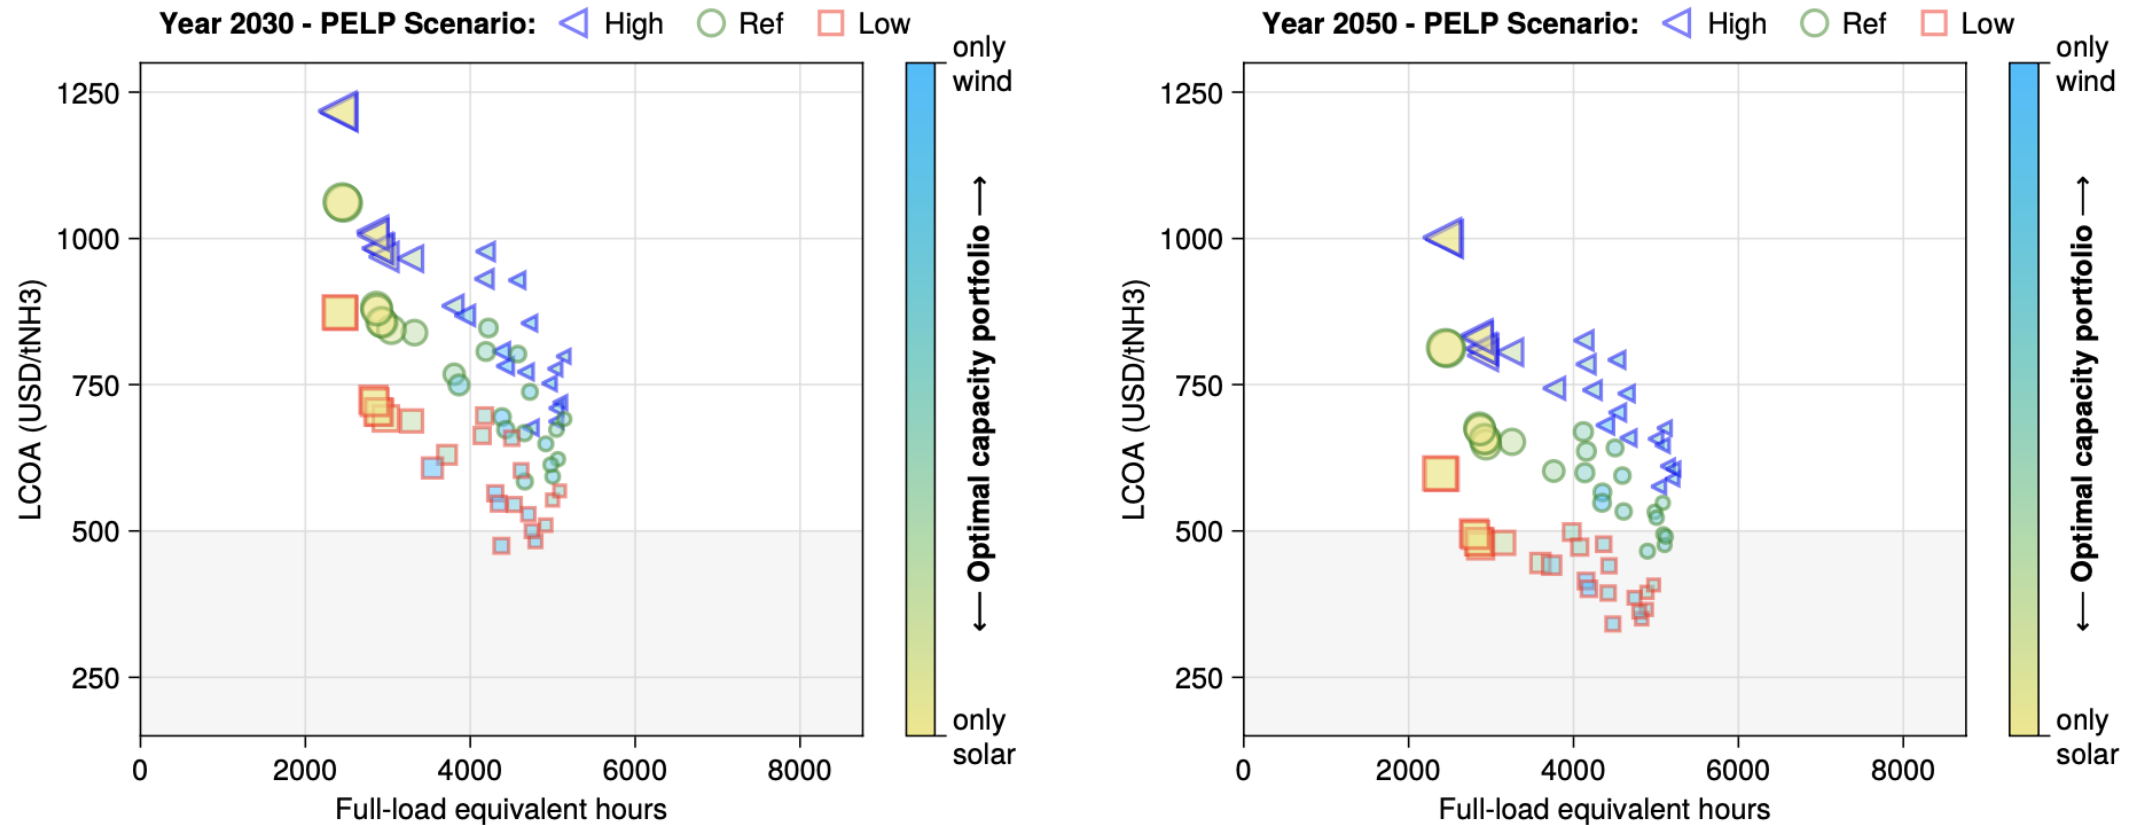 Year 2030 - PELP Scenario: High Ref Low
only
wind
1250
1000
750
500
250
LCOA (USD/tNH3)
0 2000 4000 6000 8000
Full-load equivalent hours
← Optimal capacity portfolio →
only
solar
Year 2050 - PELP Scenario: High Ref Low
only
wind
1250
1000
750
500
250
LCOA (USD/tNH3)
0 2000 4000 6000 8000
Full-load equivalent hours
← Optimal capacity portfolio →
only
solar